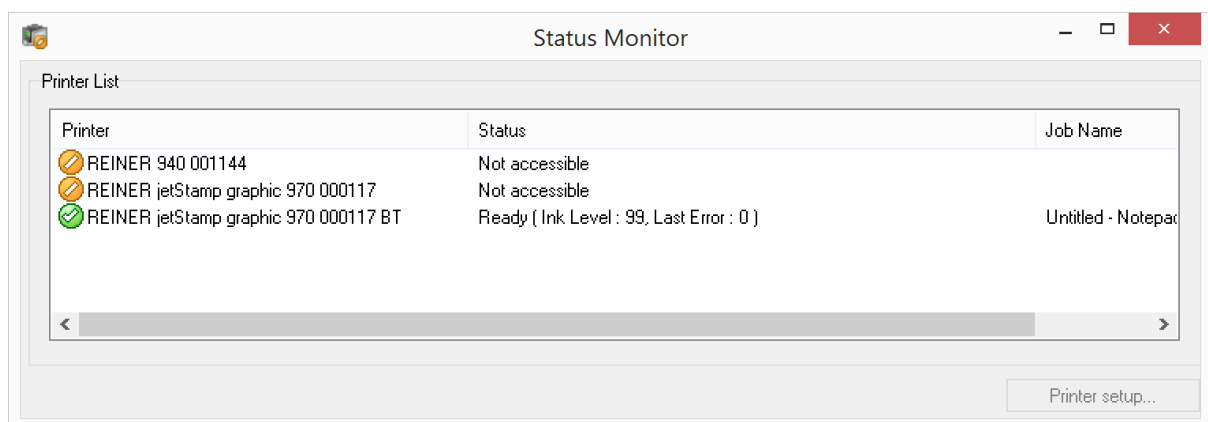 Status Monitor
Printer List
Printer Status Job Name
REINER 940 001144 Not accessible
REINER jetStamp graphic 970 000117 Not accessible
REINER jetStamp graphic 970 000117 BT Ready ( Ink Level : 99, Last Error : 0 ) Untitled - Notepad
Printer setup...